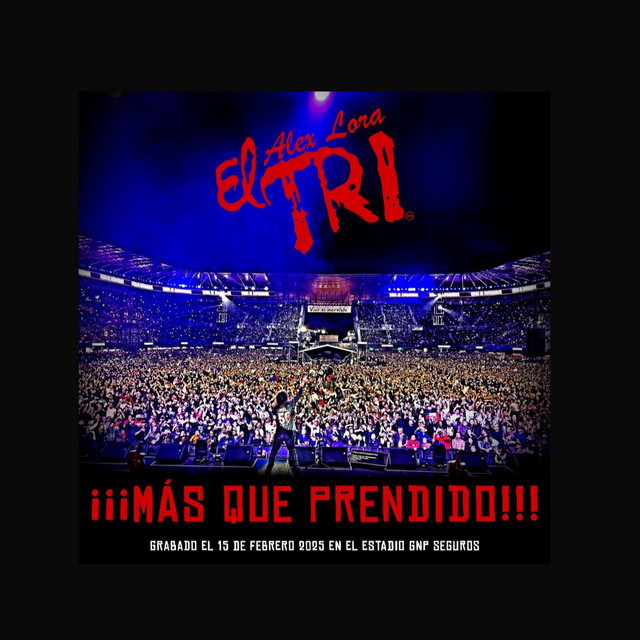 Alex Lora
El TRI
¡¡¡MÁS QUE PRENDIDO!!!
GRABADO EL 15 DE FEBRERO 2025 EN EL ESTADIO GNP SEGUROS